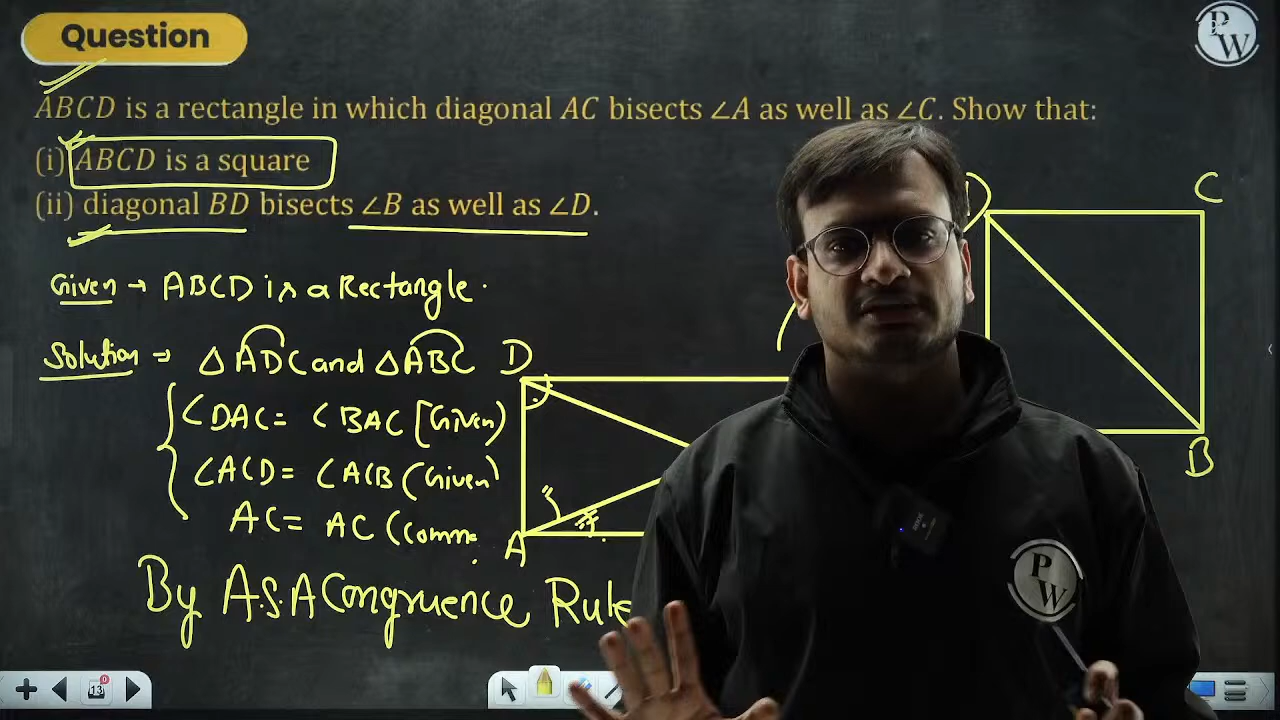 Question
PW
ABCD is a rectangle in which diagonal AC bisects ∠A as well as ∠C. Show that:
(i) ABCD is a square
(ii) diagonal BD bisects ∠B as well as ∠D.
Given → ABCD is a Rectangle.
Solution ⇒ △ADC and △ABC
∠DAC = ∠BAC [Given)
∠ACD = ∠ACB (Given)
AC = AC (comm
By A.S.A Congruence Rule
D
A
D
C
B
13
0
PW